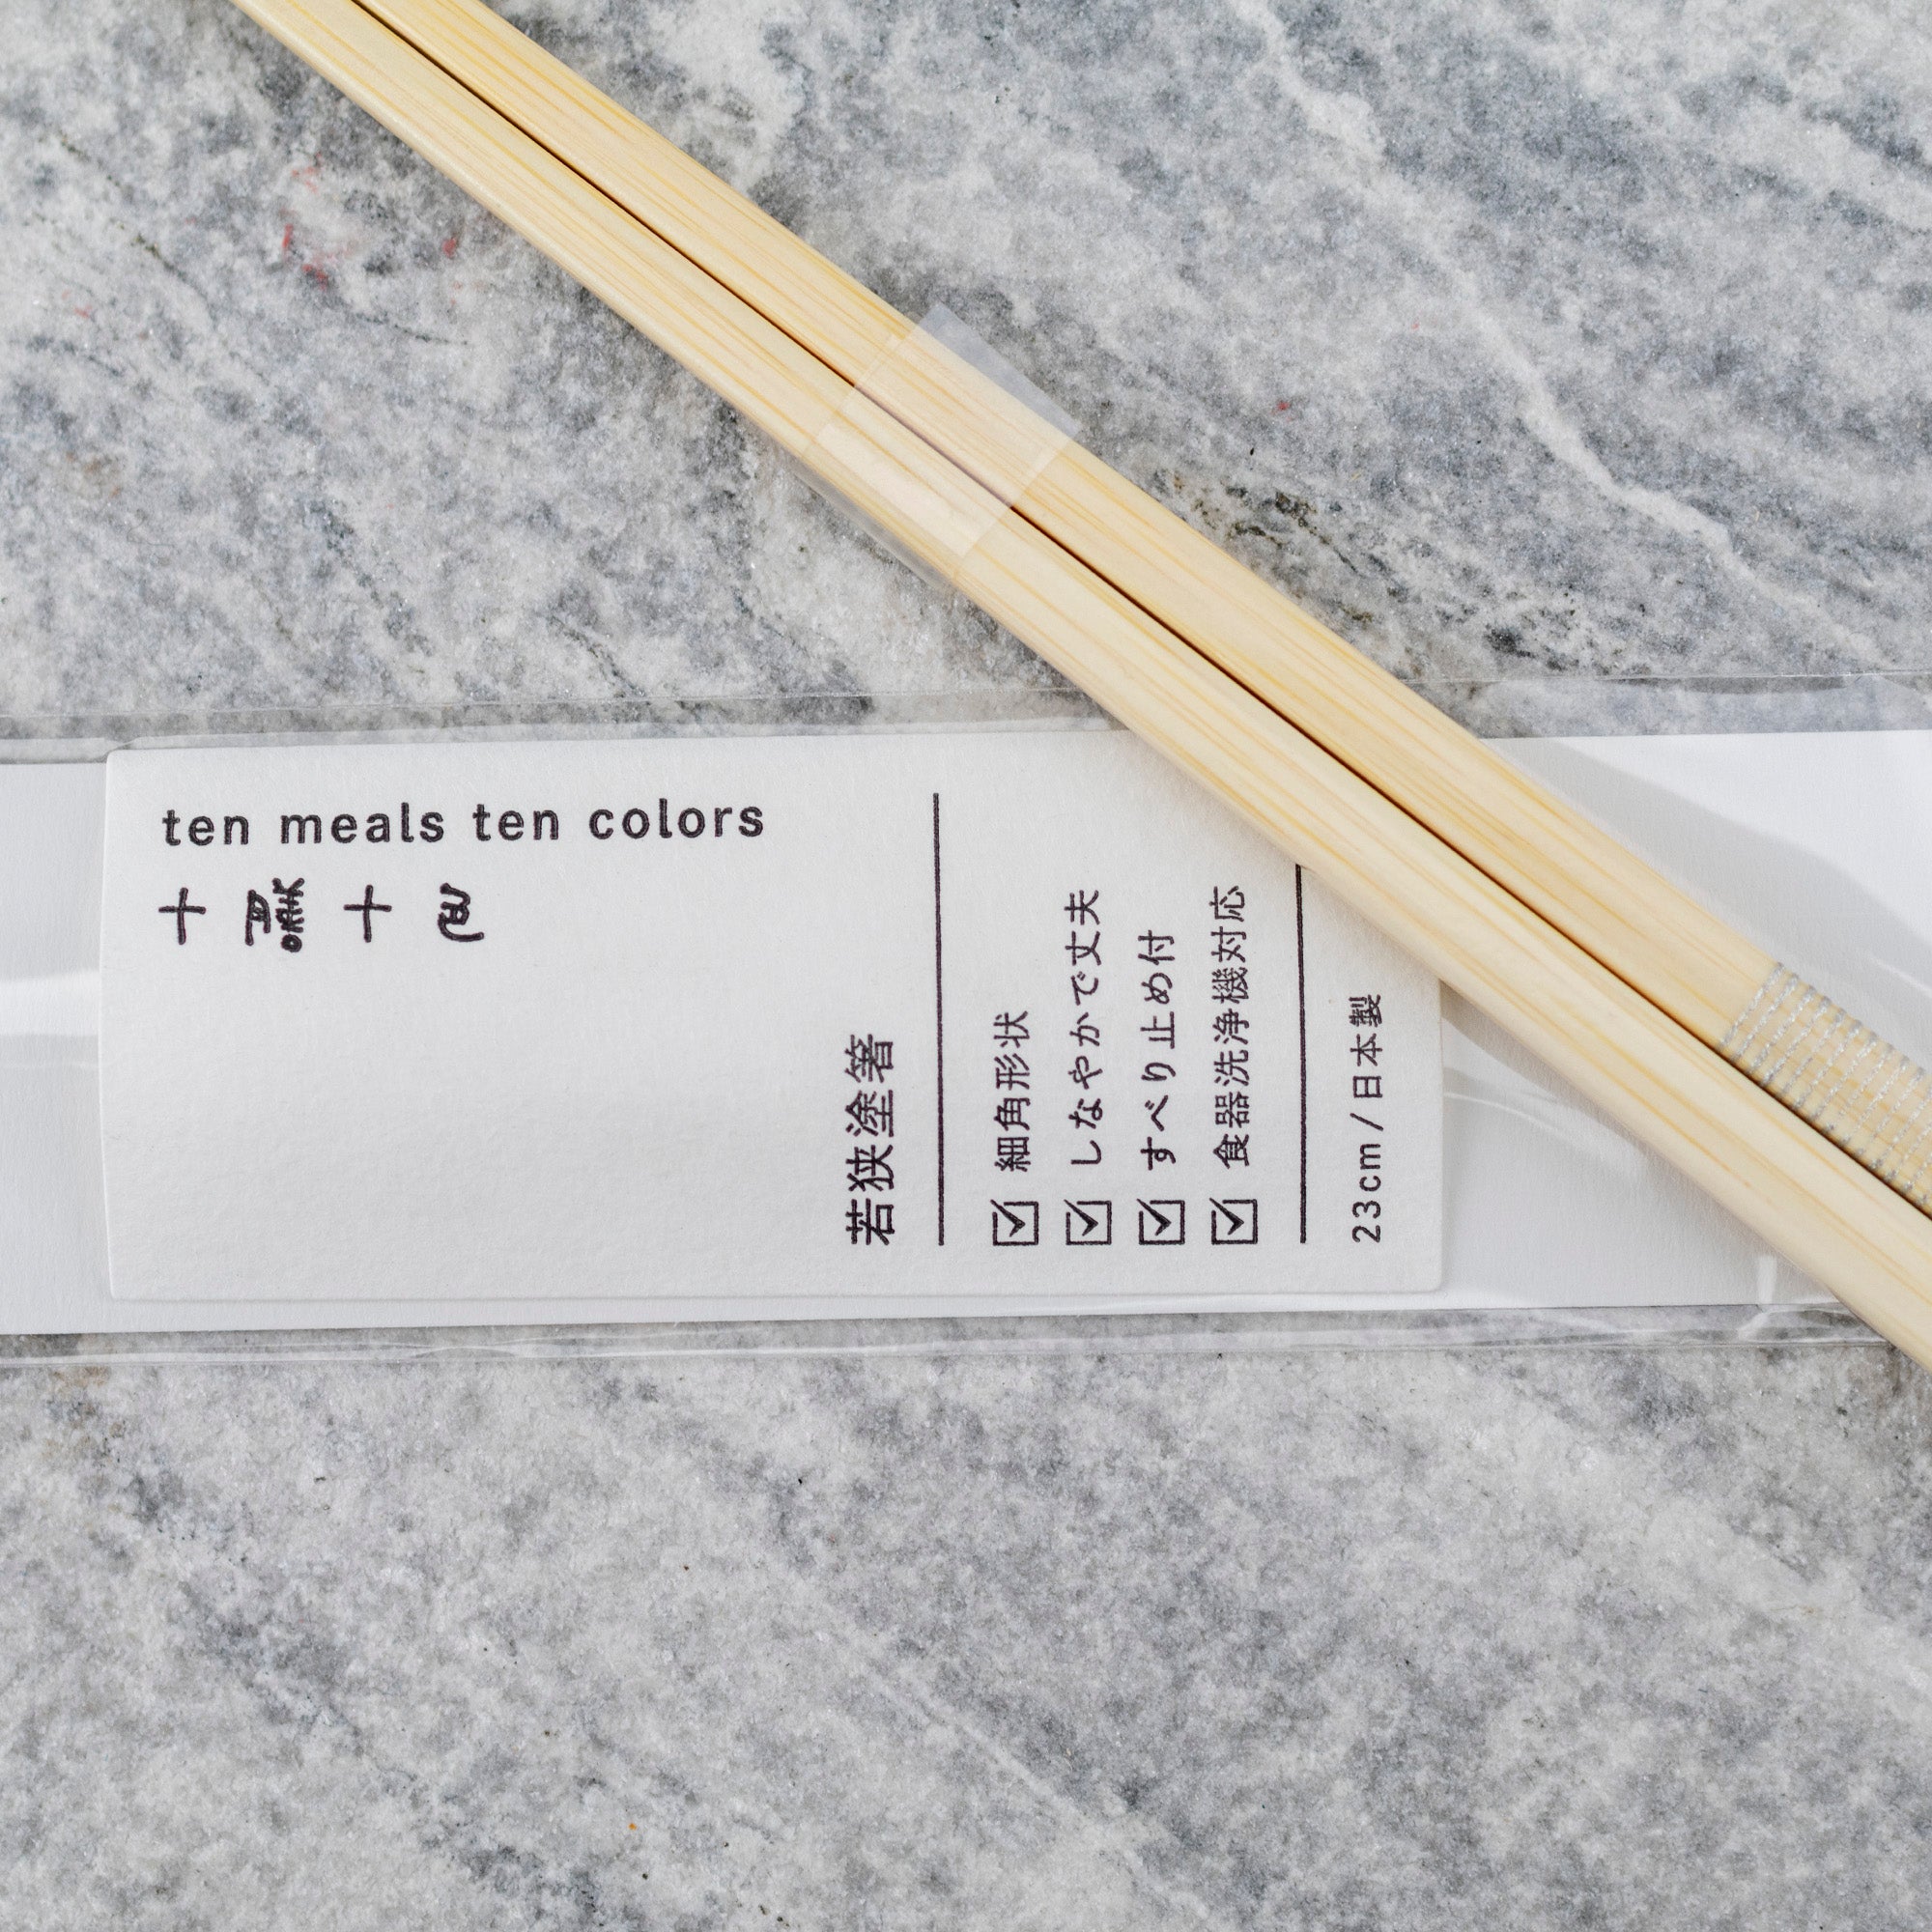 ten meals ten colors
十膳十色
若狭塗箸
細角形状
しなやかで丈夫
すべり止め付
食器洗浄機対応
23cm/日本製